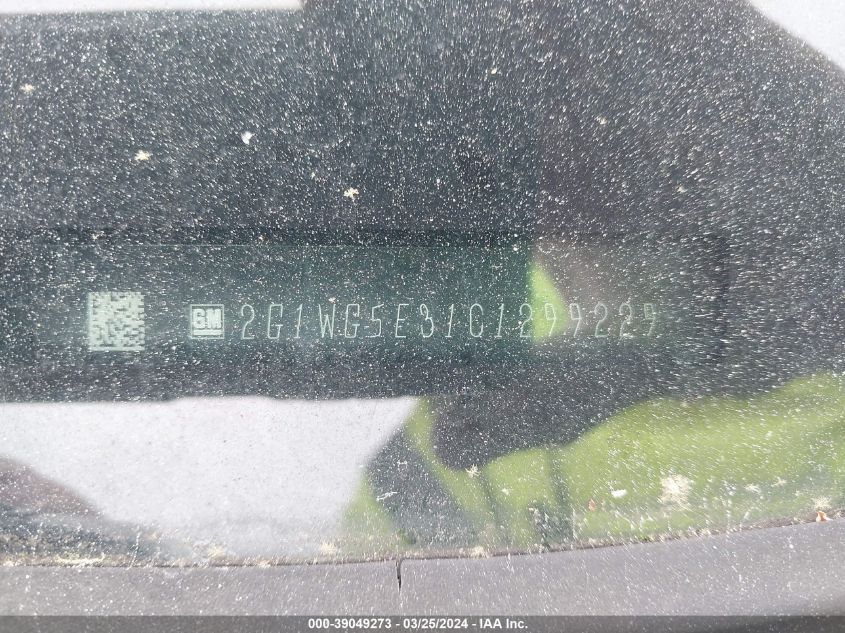 GM 2G1WG5E31C1299229
000-39049273 - 03/25/2024 - IAA Inc.